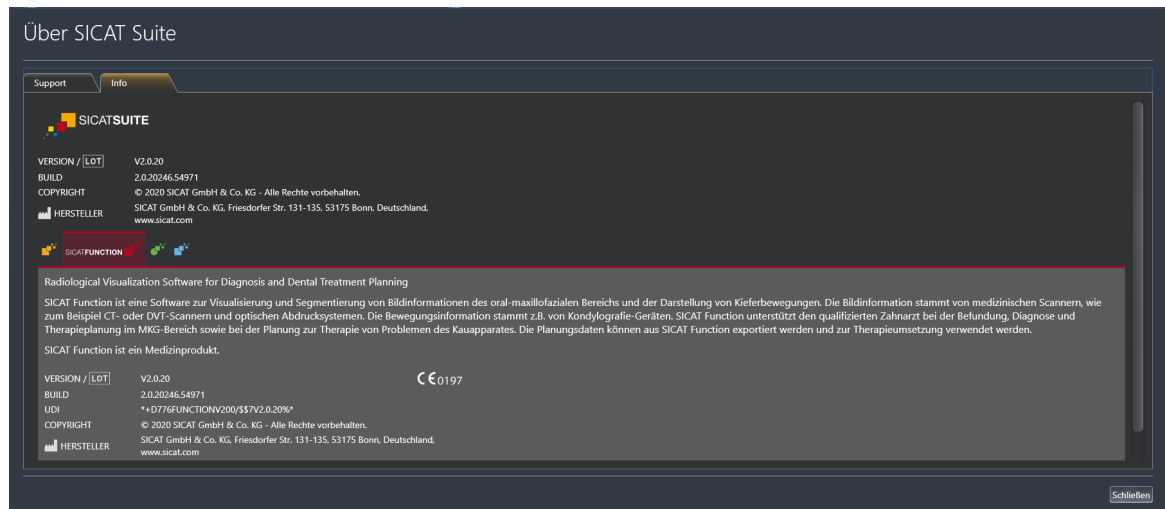 Über SICAT Suite
Support Info
SICATSUITE
VERSION / LOT V2.0.20
BUILD 2.0.20246.54971
COPYRIGHT © 2020 SICAT GmbH & Co. KG - Alle Rechte vorbehalten.
HERSTELLER SICAT GmbH & Co. KG, Friesdorfer Str. 131-135, 53175 Bonn, Deutschland,
www.sicat.com
SICATFUNCTION
Radiological Visualization Software for Diagnosis and Dental Treatment Planning
SICAT Function ist eine Software zur Visualisierung und Segmentierung von Bildinformationen des oral-maxillofazialen Bereichs und der Darstellung von Kieferbewegungen. Die Bildinformation stammt von medizinischen Scannern, wie
zum Beispiel CT- oder DVT-Scannern und optischen Abdrucksystemen. Die Bewegungsinformation stammt z.B. von Kondylografie-Geräten. SICAT Function unterstützt den qualifizierten Zahnarzt bei der Befundung, Diagnose und
Therapieplanung im MKG-Bereich sowie bei der Planung zur Therapie von Problemen des Kauapparates. Die Planungsdaten können aus SICAT Function exportiert werden und zur Therapieumsetzung verwendet werden.
SICAT Function ist ein Medizinprodukt.
VERSION / LOT V2.0.20 CE0197
BUILD 2.0.20246.54971
UDI *+D776FUNCTIONV200/$$7V2.0.20%*
COPYRIGHT © 2020 SICAT GmbH & Co. KG - Alle Rechte vorbehalten.
HERSTELLER SICAT GmbH & Co. KG, Friesdorfer Str. 131-135, 53175 Bonn, Deutschland,
www.sicat.com
Schließen